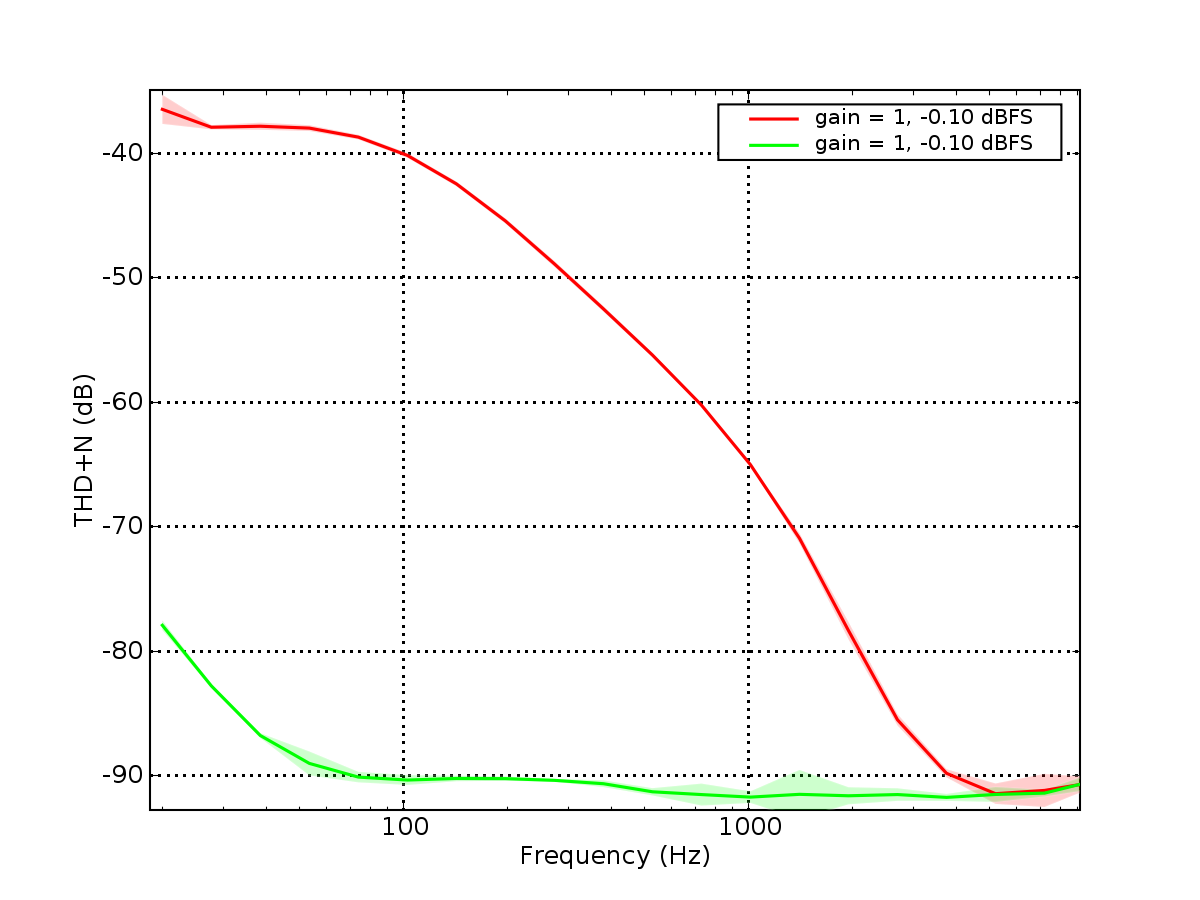 gain = 1, -0.10 dBFS
gain = 1, -0.10 dBFS
-40
-50
-60
-70
-80
-90
THD+N (dB)
100
1000
Frequency (Hz)